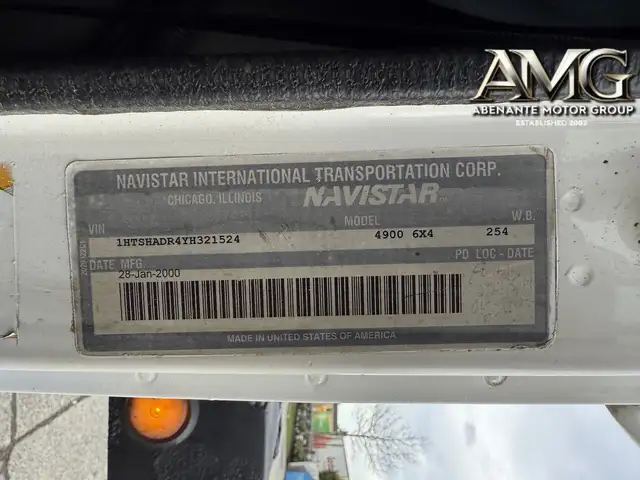 AMG
ABENANTE MOTOR GROUP
ESTABLISHED 2002
NAVISTAR INTERNATIONAL TRANSPORTATION CORP.
CHICAGO, ILLINOIS NAVISTAR
VIN MODEL W.B.
1HTSHADR4YH321524 4900 6X4 254
DATE MFG PD LOC - DATE
28-Jan-2000
MADE IN UNITED STATES OF AMERICA